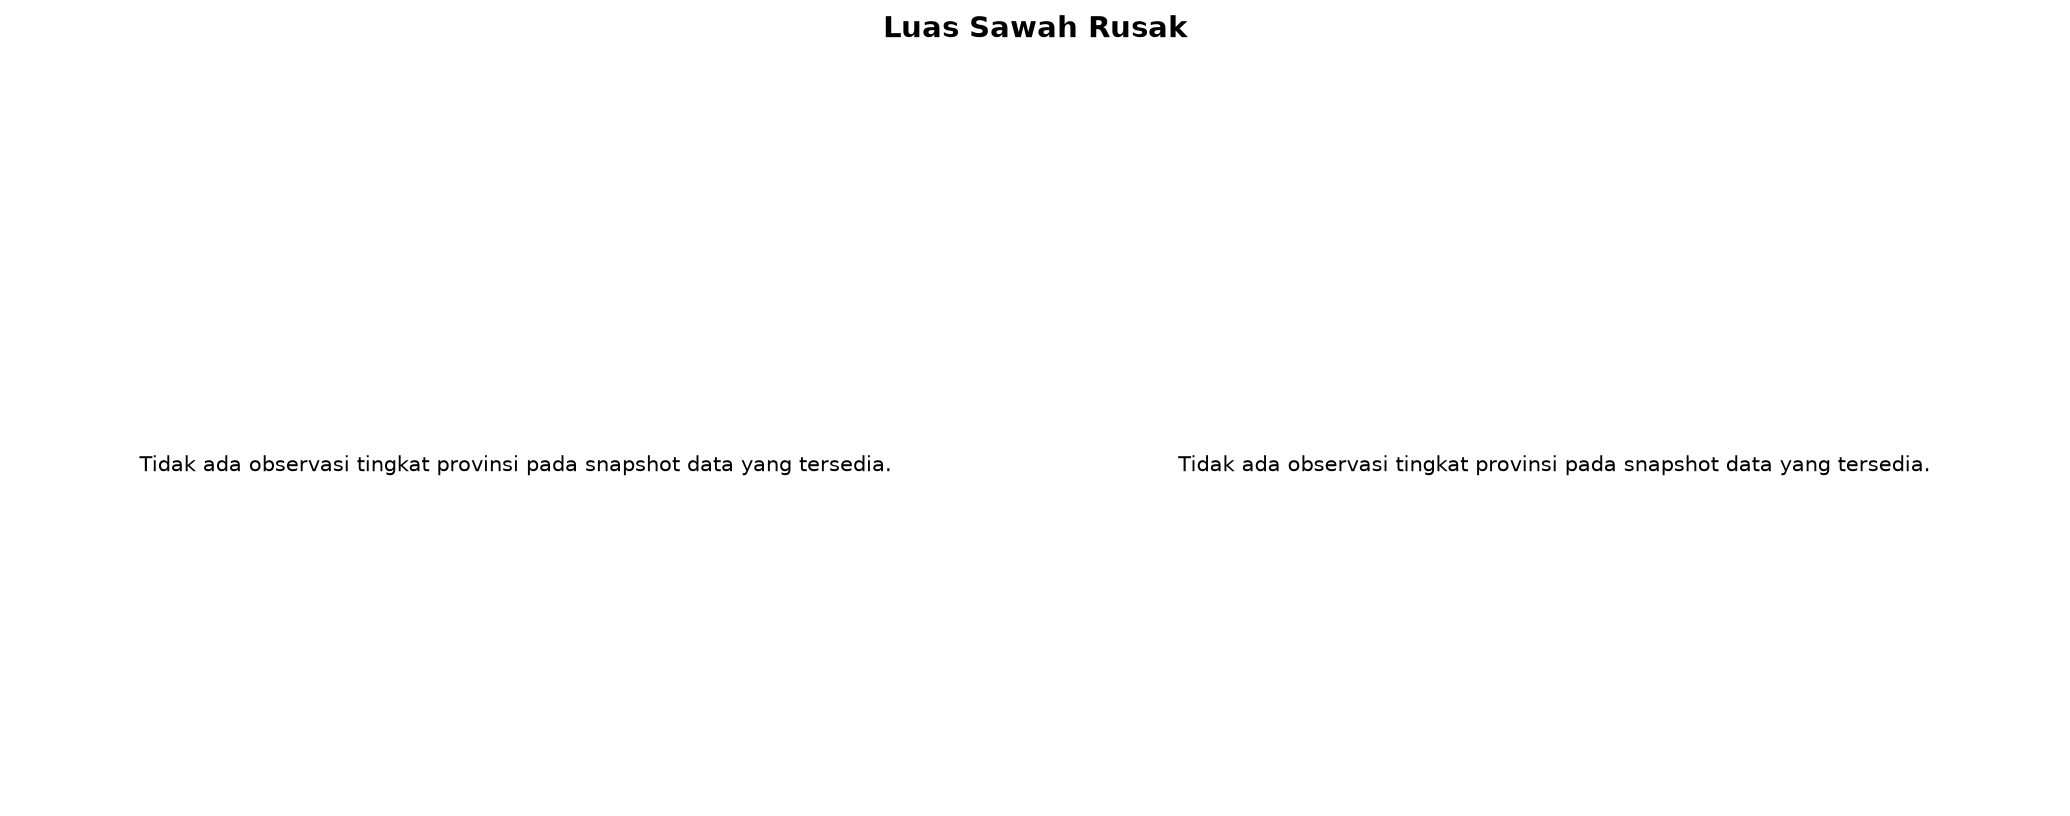 Luas Sawah Rusak
Tidak ada observasi tingkat provinsi pada snapshot data yang tersedia.
Tidak ada observasi tingkat provinsi pada snapshot data yang tersedia.